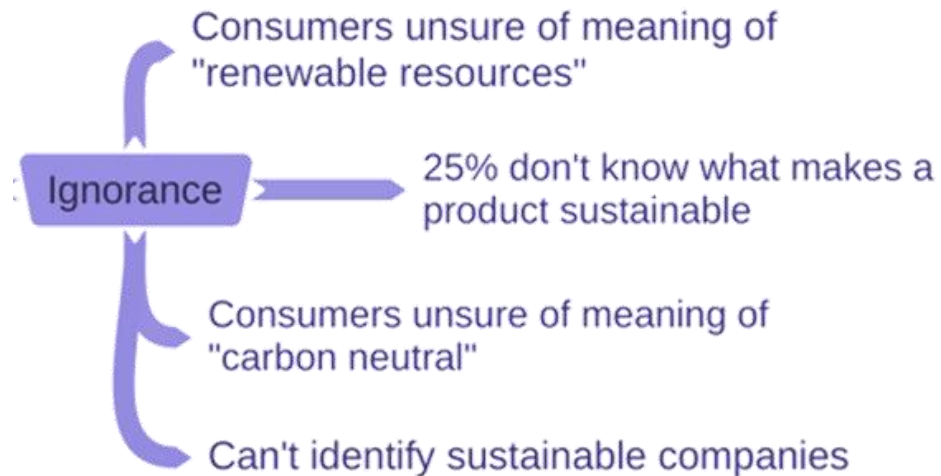 Consumers unsure of meaning of
"renewable resources"
Ignorance
25% don't know what makes a
product sustainable
Consumers unsure of meaning of
"carbon neutral"
Can't identify sustainable companies